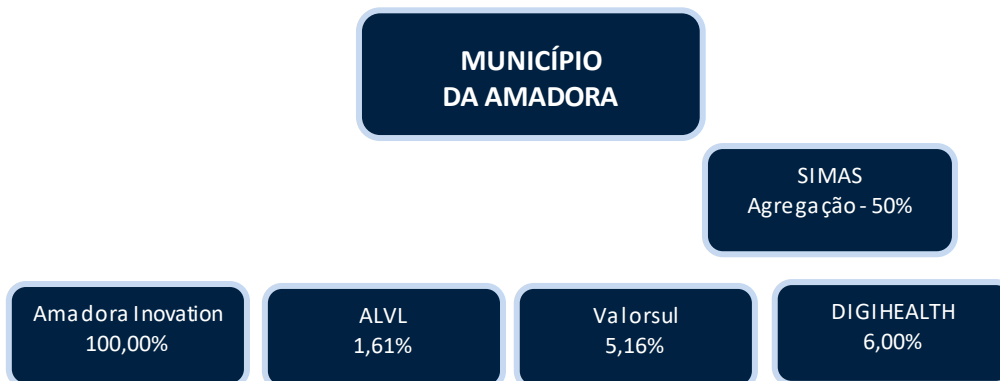 MUNICÍPIO
DA AMADORA
SIMAS
Agregação - 50%
Amadora Inovation
100,00%
ALVL
1,61%
Valorsul
5,16%
DIGIHEALTH
6,00%